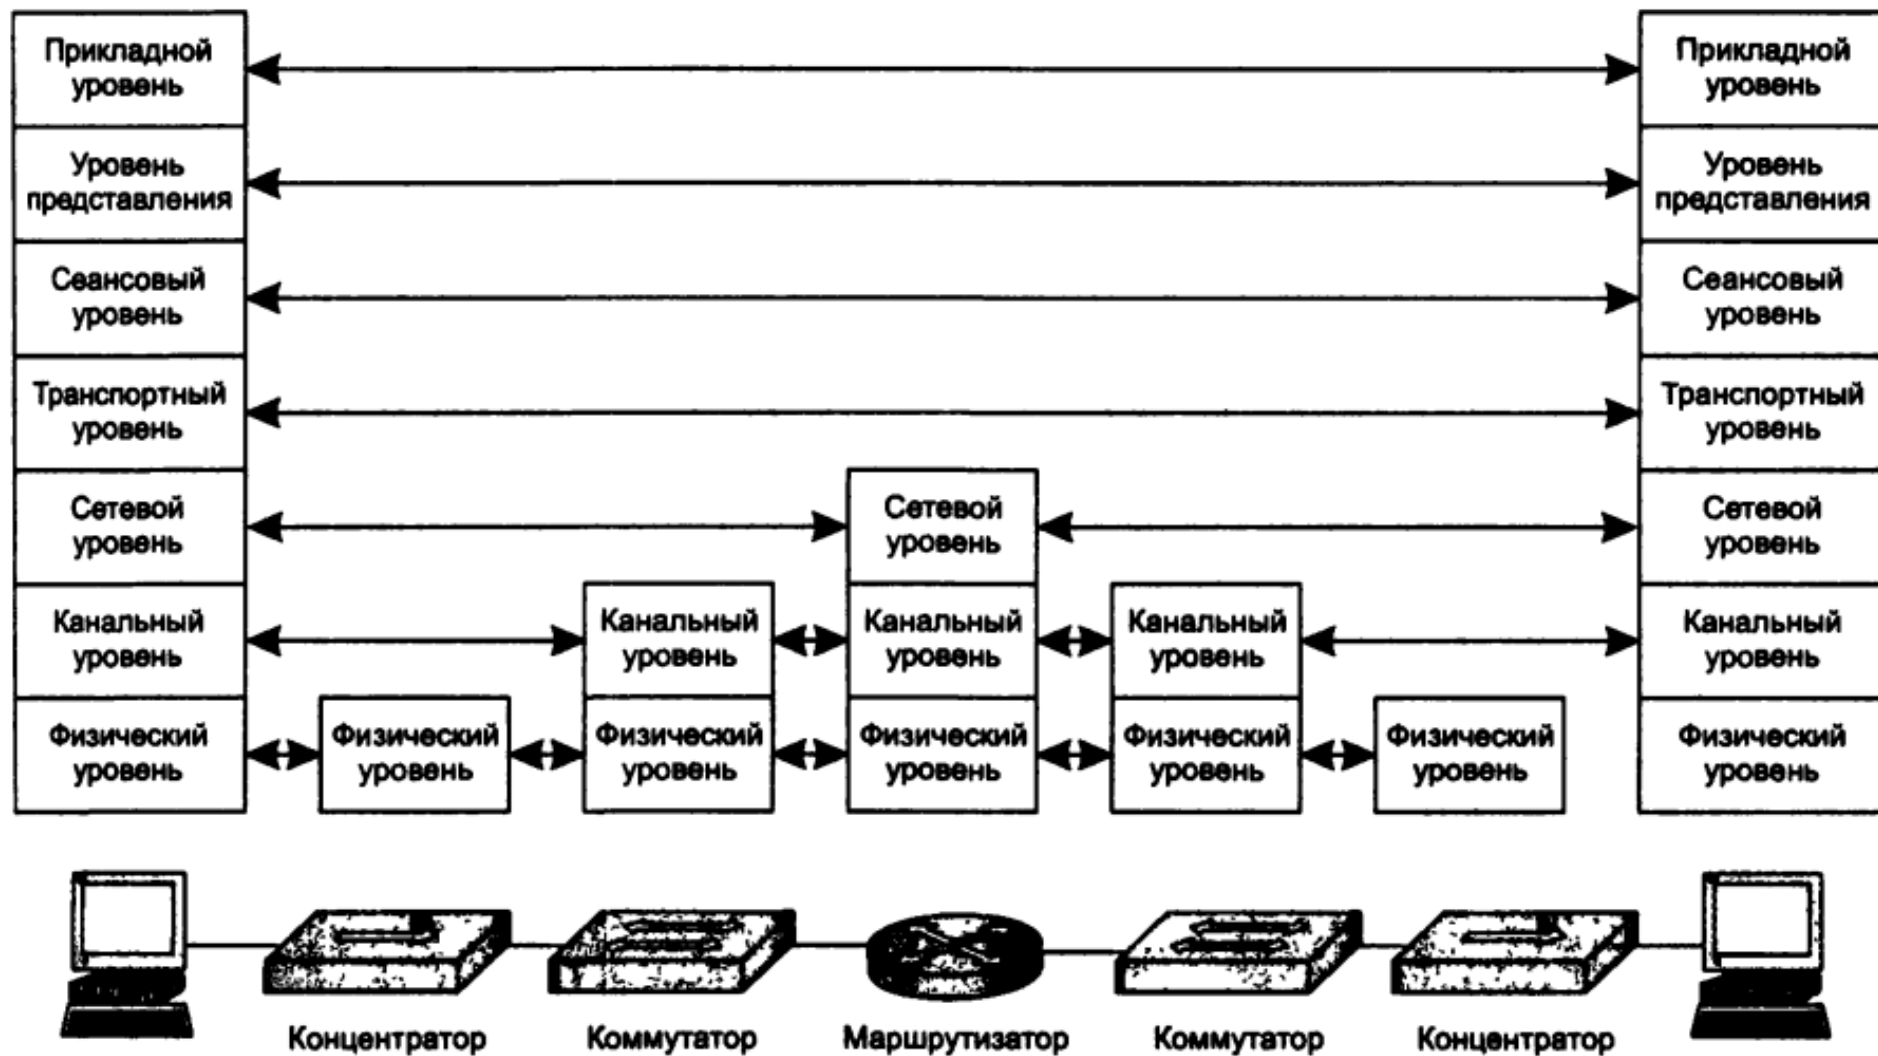 Прикладной
уровень
Прикладной
уровень
Уровень
представления
Уровень
представления
Сеансовый
уровень
Сеансовый
уровень
Транспортный
уровень
Транспортный
уровень
Сетевой
уровень
Сетевой
уровень
Сетевой
уровень
Канальный
уровень
Канальный
уровень
Канальный
уровень
Канальный
уровень
Канальный
уровень
Физический
уровень
Физический
уровень
Физический
уровень
Физический
уровень
Физический
уровень
Физический
уровень
Физический
уровень
Концентратор
Коммутатор
Маршрутизатор
Коммутатор
Концентратор